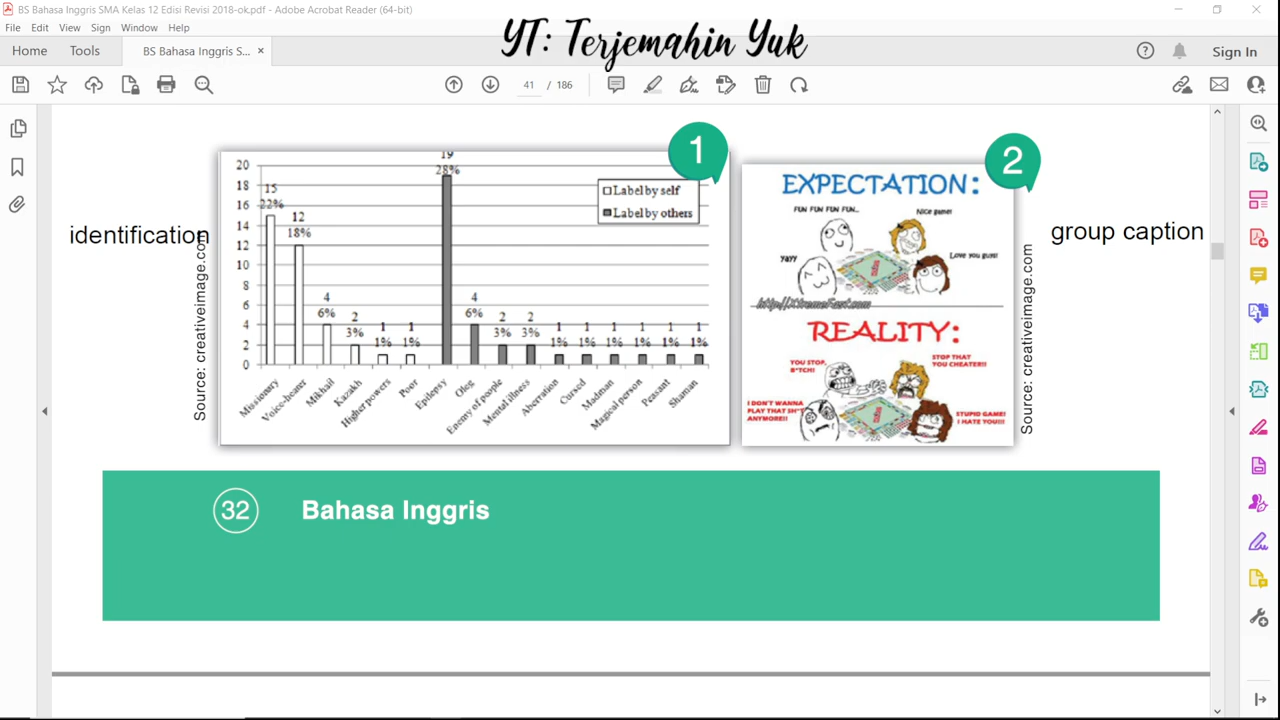 BS Bahasa Inggris SMA Kelas 12 Edisi Revisi 2018-ok.pdf - Adobe Acrobat Reader (64-bit)
YT: Terjemahin Yuk
File Edit View Sign Window Help
Home Tools BS Bahasa Inggris S... × Sign In
41 / 186
identification
Source: creativeimage.com
1
20
18
16
14
12
10
8
6
4
2
0
15
22%
12
18%
4
6%
2
3%
1
1%
1
1%
19
28%
4
6%
2
3%
2
3%
1
1%
1
1%
1
1%
1
1%
1
1%
1
1%
Label by self
Label by others
Missionary
Voice-hearer
Mikhail
Kazakh
Higher powers
Poor
Epilepsy
Oleg
Enemy of people
Mental illness
Aberration
Cursed
Madman
Magical person
Peasant
Shaman
2
EXPECTATION:
FUN FUN FUN FUN...
Nice game!
yayy
Love you guys!
http://XtremeFast.com
REALITY:
YOU STOP,
B*TCH!
STOP THAT
YOU CHEATER!!
I DON'T WANNA
PLAY THAT SH**
ANYMORE!!
STUPID GAME!
I HATE YOU!!!
Source: creativeimage.com
group caption
32 Bahasa Inggris